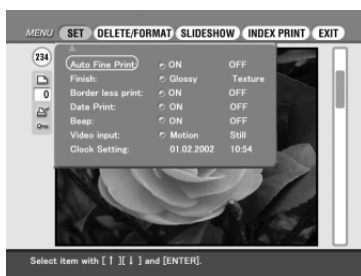 MENU SET DELETE/FORMAT SLIDESHOW INDEX PRINT EXIT
234
Auto Fine Print: ON OFF
0
Finish: Glossy Texture
Border less print: ON OFF
Date Print: ON OFF
Beep: ON OFF
Video input: Motion Still
Clock Setting: 01.02.2002 10:54
Select item with [ ↑ ][ ↓ ] and [ENTER].